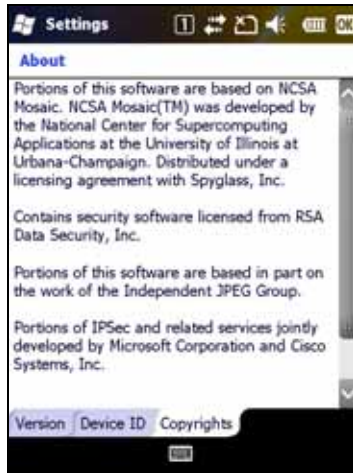 Settings
1
OK
About
Portions of this software are based on NCSA
Mosaic. NCSA Mosaic(TM) was developed by
the National Center for Supercomputing
Applications at the University of Illinois at
Urbana-Champaign. Distributed under a
licensing agreement with Spyglass, Inc.
Contains security software licensed from RSA
Data Security, Inc.
Portions of this software are based in part on
the work of the Independent JPEG Group.
Portions of IPSec and related services jointly
developed by Microsoft Corporation and Cisco
Systems, Inc.
Version Device ID Copyrights